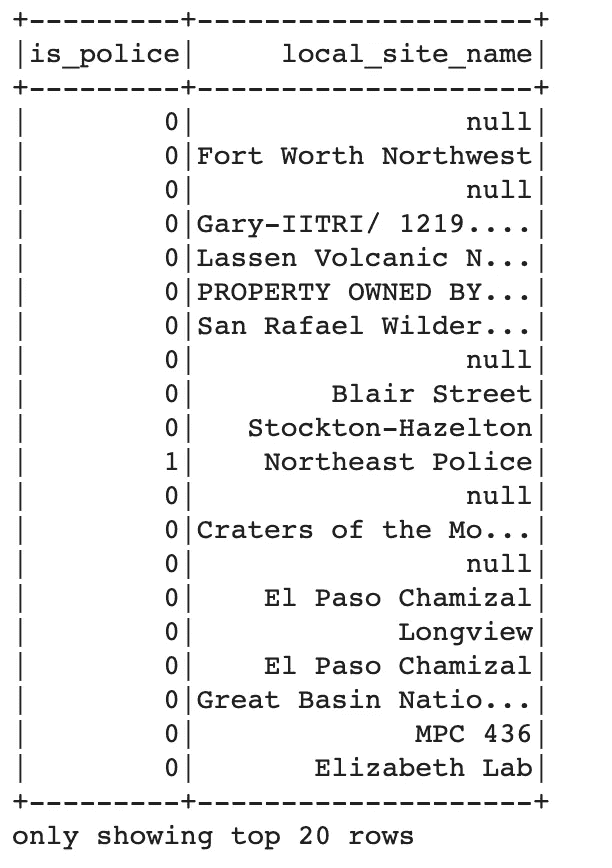 +---------+--------------------+
|is_police|     local_site_name|
+---------+--------------------+
|        0|                null|
|        0|Fort Worth Northwest|
|        0|                null|
|        0|Gary-IITRI/ 1219....|
|        0|Lassen Volcanic N...|
|        0|PROPERTY OWNED BY...|
|        0|San Rafael Wilder...|
|        0|                null|
|        0|        Blair Street|
|        0|   Stockton-Hazelton|
|        1|    Northeast Police|
|        0|                null|
|        0|Craters of the Mo...|
|        0|                null|
|        0|    El Paso Chamizal|
|        0|            Longview|
|        0|    El Paso Chamizal|
|        0|Great Basin Natio...|
|        0|             MPC 436|
|        0|       Elizabeth Lab|
+---------+--------------------+
only showing top 20 rows